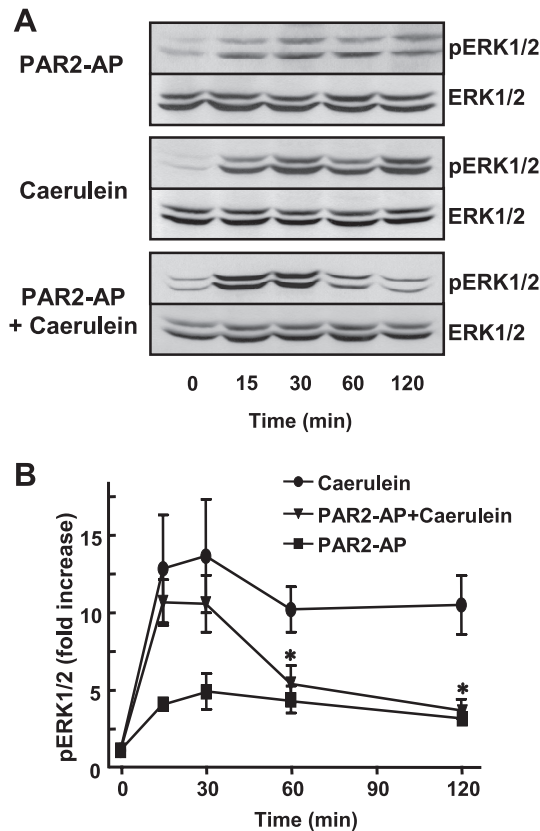 A
PAR2-AP
pERK1/2
ERK1/2
Caerulein
pERK1/2
ERK1/2
PAR2-AP
+ Caerulein
pERK1/2
ERK1/2
0 15 30 60 120
Time (min)
B
Caerulein
PAR2-AP+Caerulein
PAR2-AP
pERK1/2 (fold increase)
15
10
5
0
* *
0 30 60 90 120
Time (min)